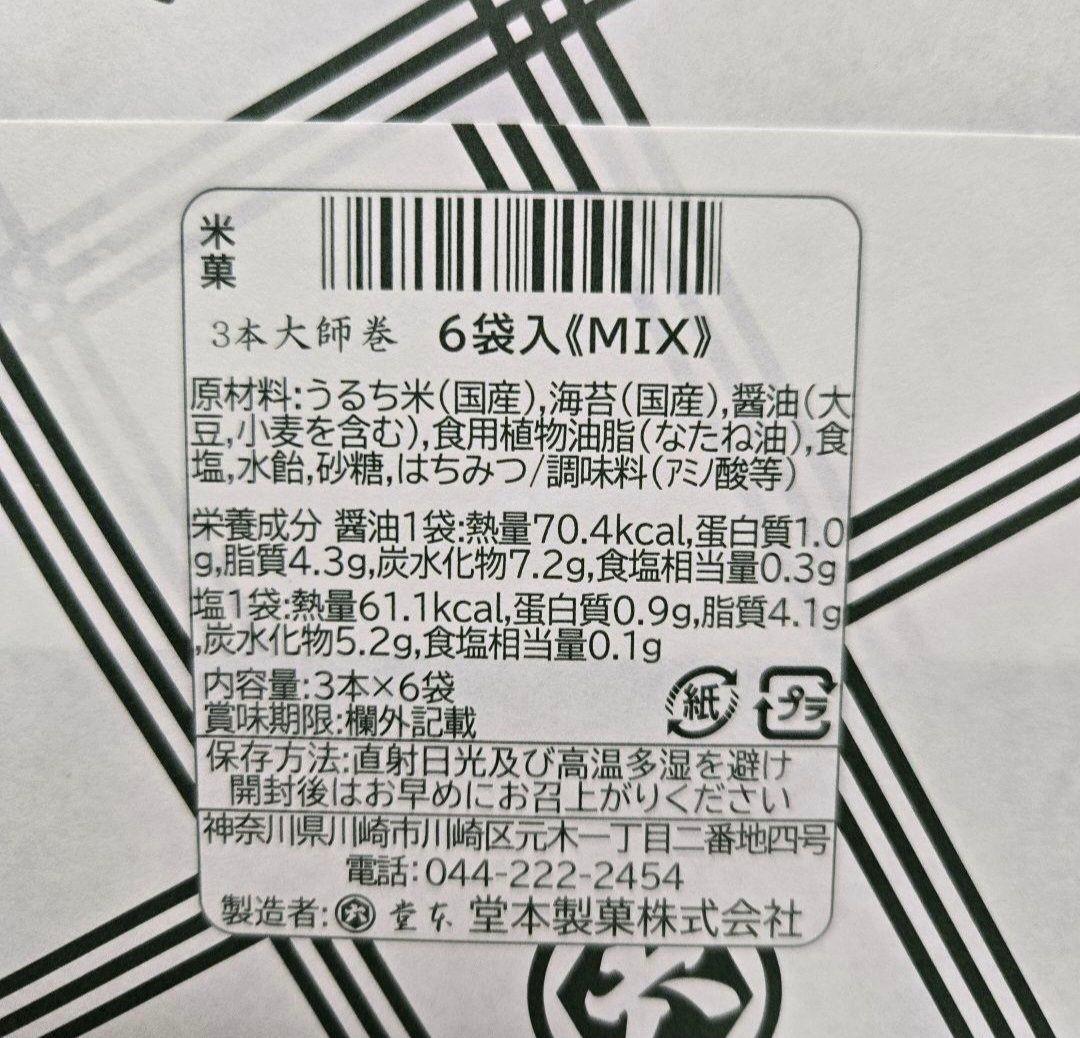 米菓
3本大師巻 6袋入《MIX》
原材料:うるち米(国産),海苔(国産),醤油(大
豆,小麦を含む),食用植物油脂(なたね油),食
塩,水飴,砂糖,はちみつ/調味料(アミノ酸等)
栄養成分 醤油1袋:熱量70.4kcal,蛋白質1.0
g,脂質4.3g,炭水化物7.2g,食塩相当量0.3g
塩1袋:熱量61.1kcal,蛋白質0.9g,脂質4.1g
,炭水化物5.2g,食塩相当量0.1g
内容量:3本×6袋
賞味期限:欄外記載
紙 プラ
保存方法:直射日光及び高温多湿を避け
開封後はお早めにお召上がりください
神奈川県川崎市川崎区元木一丁目二番地四号
電話:044-222-2454
製造者: 堂本 堂本製菓株式会社